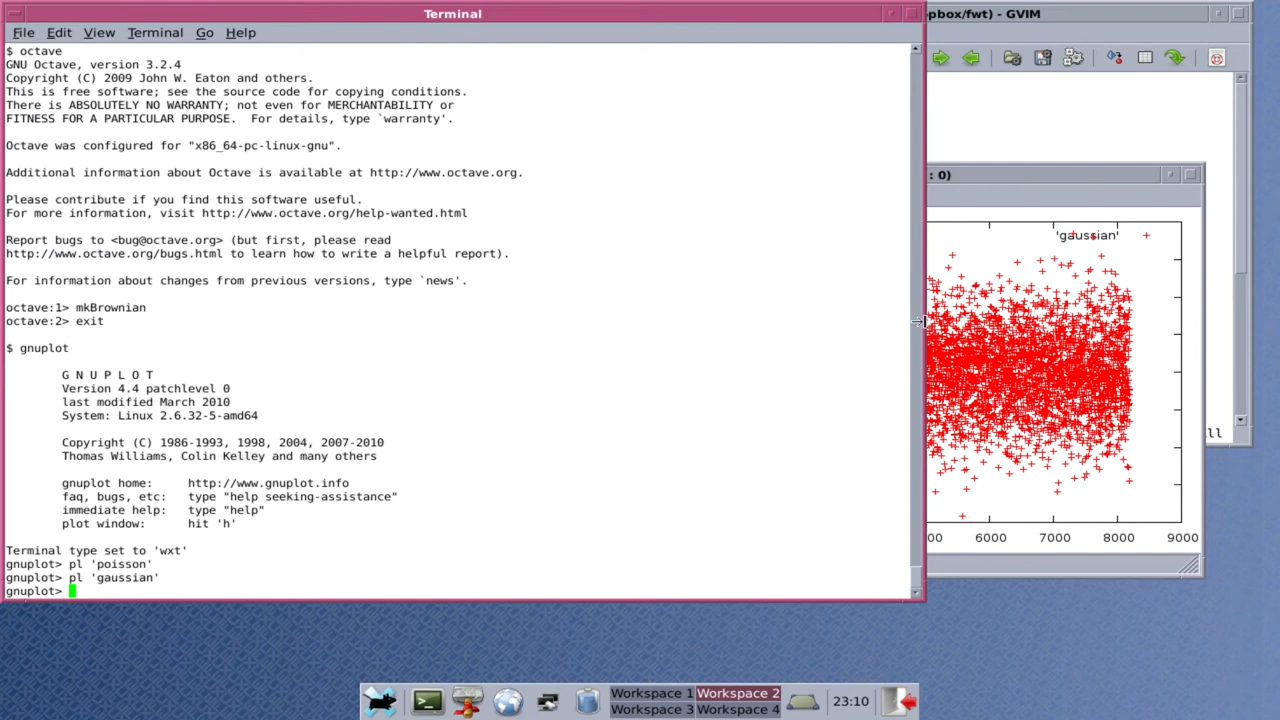 Terminal
File Edit View Terminal Go Help
$ octave
GNU Octave, version 3.2.4
Copyright (C) 2009 John W. Eaton and others.
This is free software; see the source code for copying conditions.
There is ABSOLUTELY NO WARRANTY; not even for MERCHANTABILITY or
FITNESS FOR A PARTICULAR PURPOSE.  For details, type `warranty'.
Octave was configured for "x86_64-pc-linux-gnu".
Additional information about Octave is available at http://www.octave.org.
Please contribute if you find this software useful.
For more information, visit http://www.octave.org/help-wanted.html
Report bugs to <bug@octave.org> (but first, please read
http://www.octave.org/bugs.html to learn how to write a helpful report).
For information about changes from previous versions, type `news'.
octave:1> mkBrownian
octave:2> exit
$ gnuplot
G N U P L O T
Version 4.4 patchlevel 0
last modified March 2010
System: Linux 2.6.32-5-amd64
Copyright (C) 1986-1993, 1998, 2004, 2007-2010
Thomas Williams, Colin Kelley and many others
gnuplot home:     http://www.gnuplot.info
faq, bugs, etc:   type "help seeking-assistance"
immediate help:   type "help"
plot window:      hit 'h'
Terminal type set to 'wxt'
gnuplot> pl 'poisson'
gnuplot> pl 'gaussian'
gnuplot>
pbox/fwt) - GVIM
: 0)
'gaussian'
ll
00 6000 7000 8000 9000
Workspace 1 Workspace 2
Workspace 3 Workspace 4
23:10